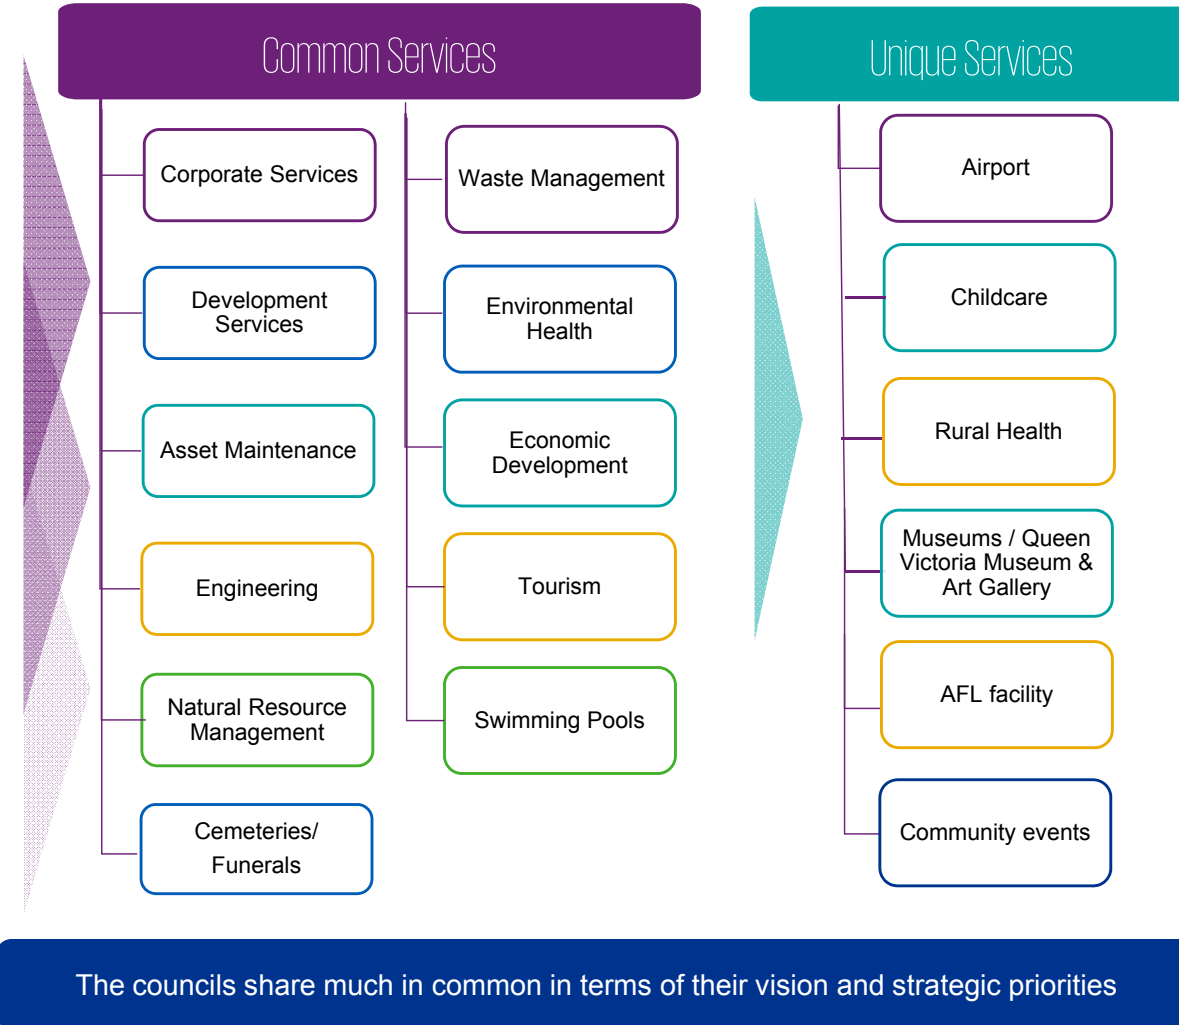 Common Services
Corporate Services
Development
Services
Asset Maintenance
Engineering
Natural Resource
Management
Cemeteries/
Funerals
Waste Management
Environmental
Health
Economic
Development
Tourism
Swimming Pools
Unique Services
Airport
Childcare
Rural Health
Museums / Queen
Victoria Museum &
Art Gallery
AFL facility
Community events
The councils share much in common in terms of their vision and strategic priorities